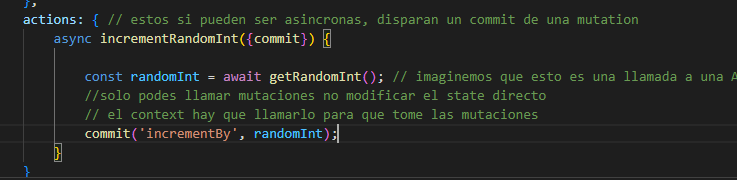 },
actions: { // estos si pueden ser asincronas, disparan un commit de una mutation
async incrementRandomInt({commit}) {
const randomInt = await getRandomInt(); // imaginemos que esto es una llamada a una A
//solo podes llamar mutaciones no modificar el state directo
// el context hay que llamarlo para que tome las mutaciones
commit('incrementBy', randomInt);
}
}